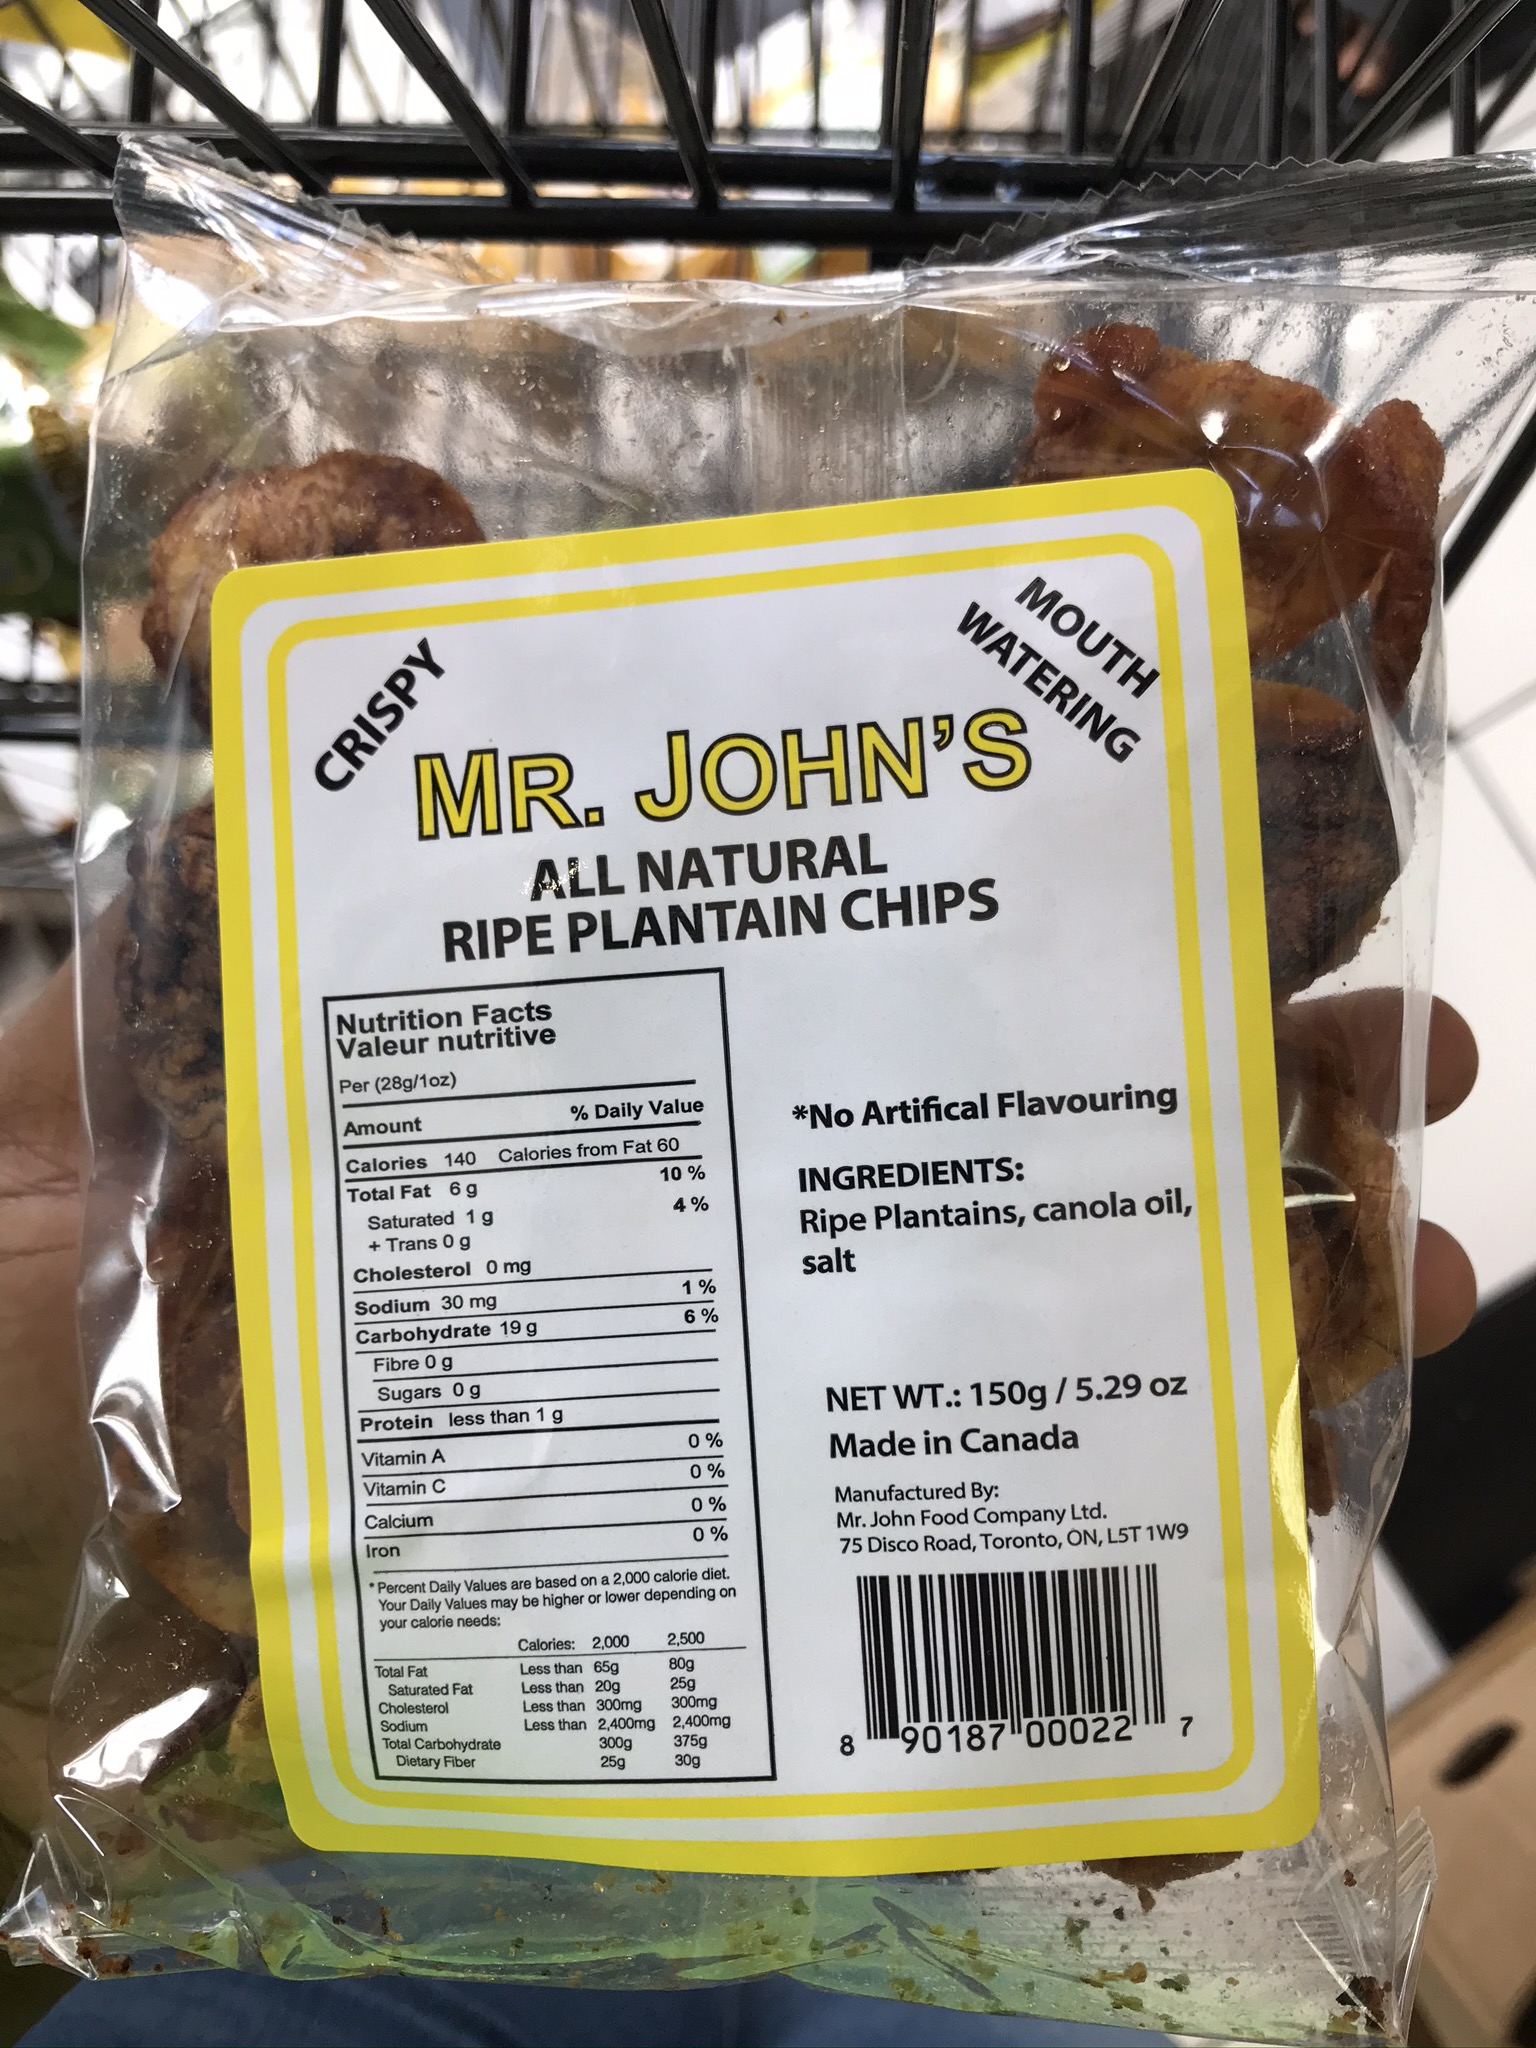 CRISPY
MOUTH
WATERING
MR. JOHN'S
ALL NATURAL
RIPE PLANTAIN CHIPS
Nutrition Facts
Valeur nutritive
Per (28g/1oz)
Amount % Daily Value
Calories 140 Calories from Fat 60
Total Fat 6 g 10 %
Saturated 1 g 4 %
+ Trans 0 g
Cholesterol 0 mg
Sodium 30 mg 1 %
Carbohydrate 19 g 6 %
Fibre 0 g
Sugars 0 g
Protein less than 1 g
Vitamin A 0 %
Vitamin C 0 %
Calcium 0 %
Iron 0 %
* Percent Daily Values are based on a 2,000 calorie diet.
Your Daily Values may be higher or lower depending on
your calorie needs:
Calories: 2,000 2,500
Total Fat Less than 65g 80g
Saturated Fat Less than 20g 25g
Cholesterol Less than 300mg 300mg
Sodium Less than 2,400mg 2,400mg
Total Carbohydrate 300g 375g
Dietary Fiber 25g 30g
*No Artifical Flavouring
INGREDIENTS:
Ripe Plantains, canola oil,
salt
NET WT.: 150g / 5.29 oz
Made in Canada
Manufactured By:
Mr. John Food Company Ltd.
75 Disco Road, Toronto, ON, L5T 1W9
8 90187 00022 7